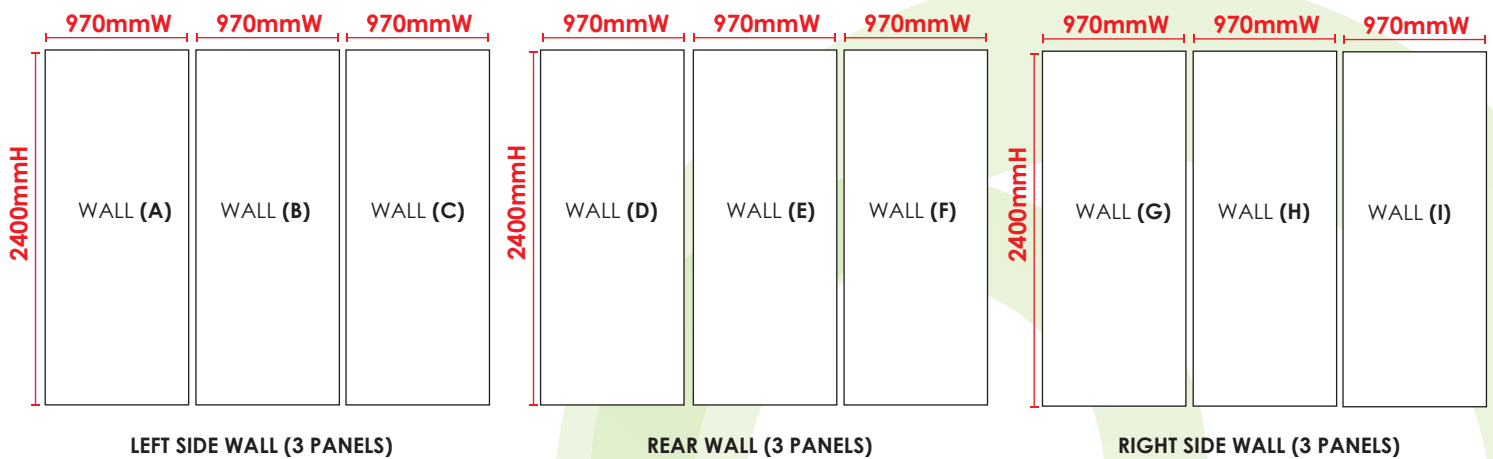 970mmW 970mmW 970mmW 970mmW 970mmW 970mmW 970mmW 970mmW 970mmW
2400mmH 2400mmH 2400mmH
WALL (A) WALL (B) WALL (C) WALL (D) WALL (E) WALL (F) WALL (G) WALL (H) WALL (I)
LEFT SIDE WALL (3 PANELS) REAR WALL (3 PANELS) RIGHT SIDE WALL (3 PANELS)